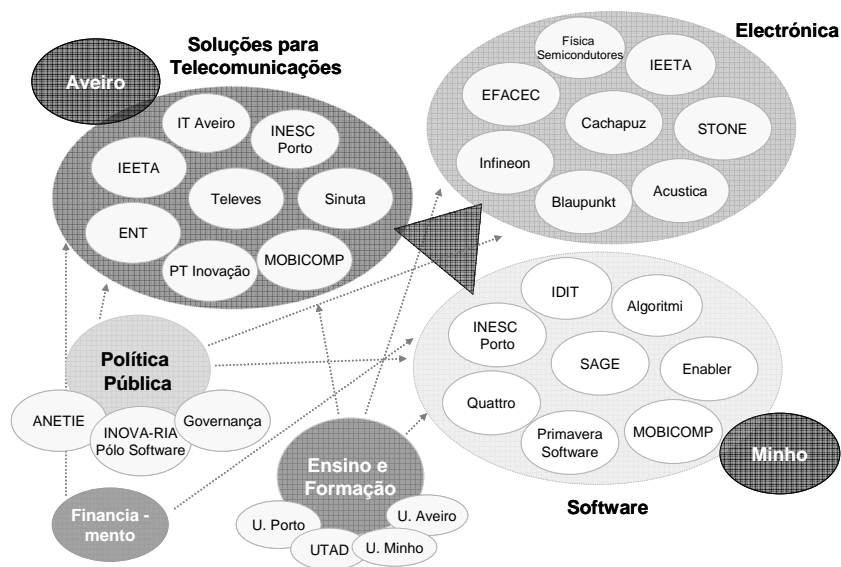 Soluções para
Telecomunicações
Aveiro
IT Aveiro
INESC
Porto
IEETA
Televes
Sinuta
ENT
PT Inovação
MOBICOMP
Electrónica
Física
Semicondutores
IEETA
EFACEC
Cachapuz
STONE
Infineon
Acustica
Blaupunkt
IDIT
Algoritmi
INESC
Porto
SAGE
Enabler
Quattro
Primavera
Software
MOBICOMP
Minho
Software
Política
Pública
ANETIE
INOVA-RIA
Pólo Software
Governança
Financia -
mento
Ensino e
Formação
U. Porto
UTAD
U. Minho
U. Aveiro